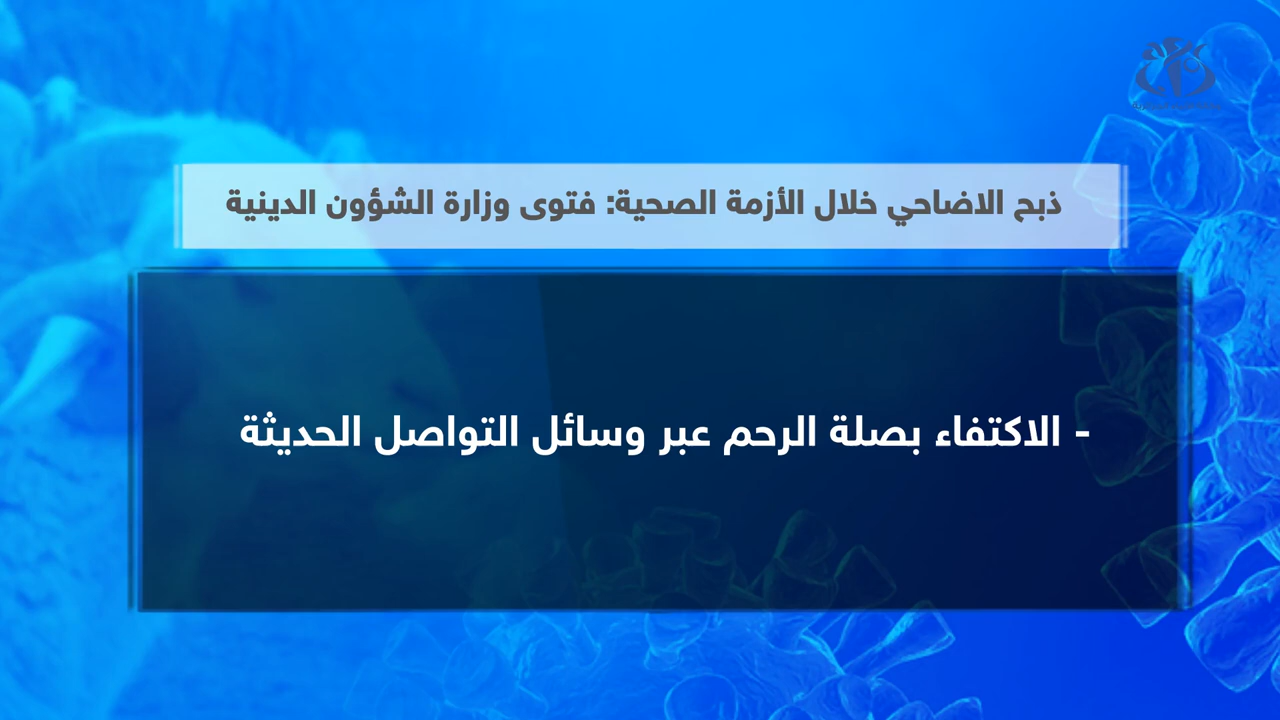 ذبح الاضاحي خلال الأزمة الصحية: فتوى وزارة الشؤون الدينية
- الاكتفاء بصلة الرحم عبر وسائل التواصل الحديثة